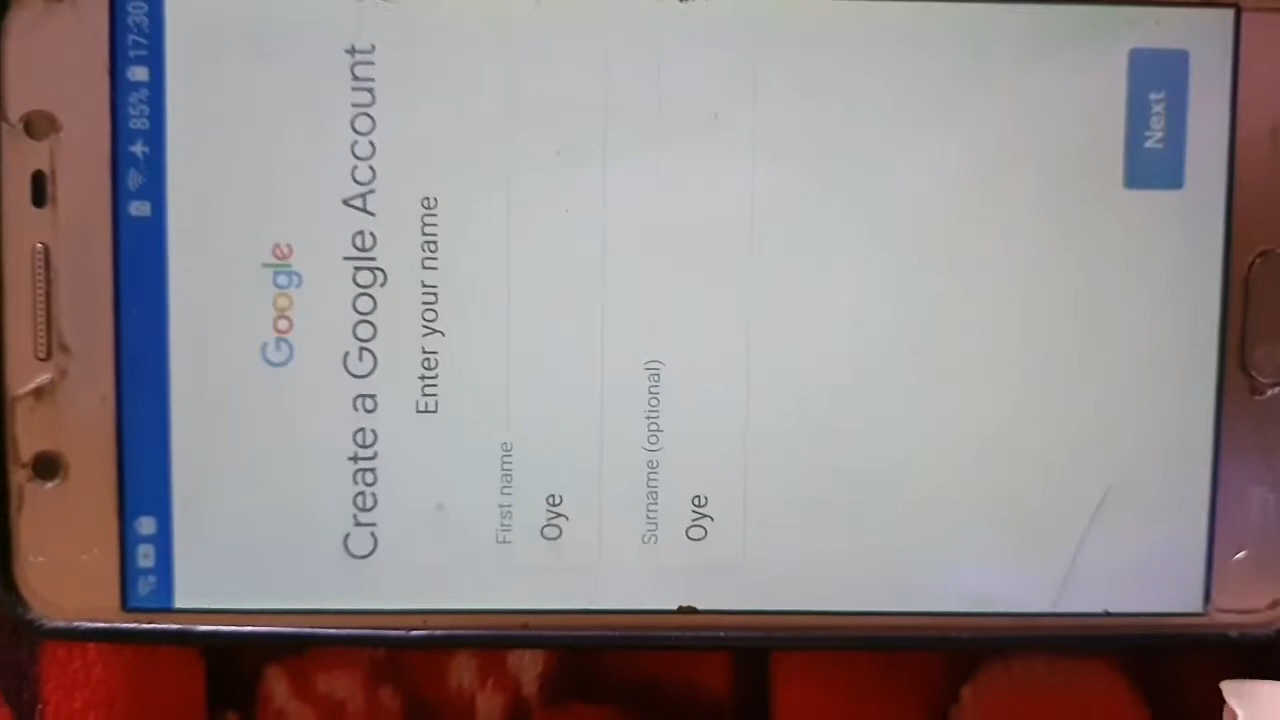 85% 17:30
Google
Create a Google Account
Enter your name
First name
Oye
Surname (optional)
Oye
Next